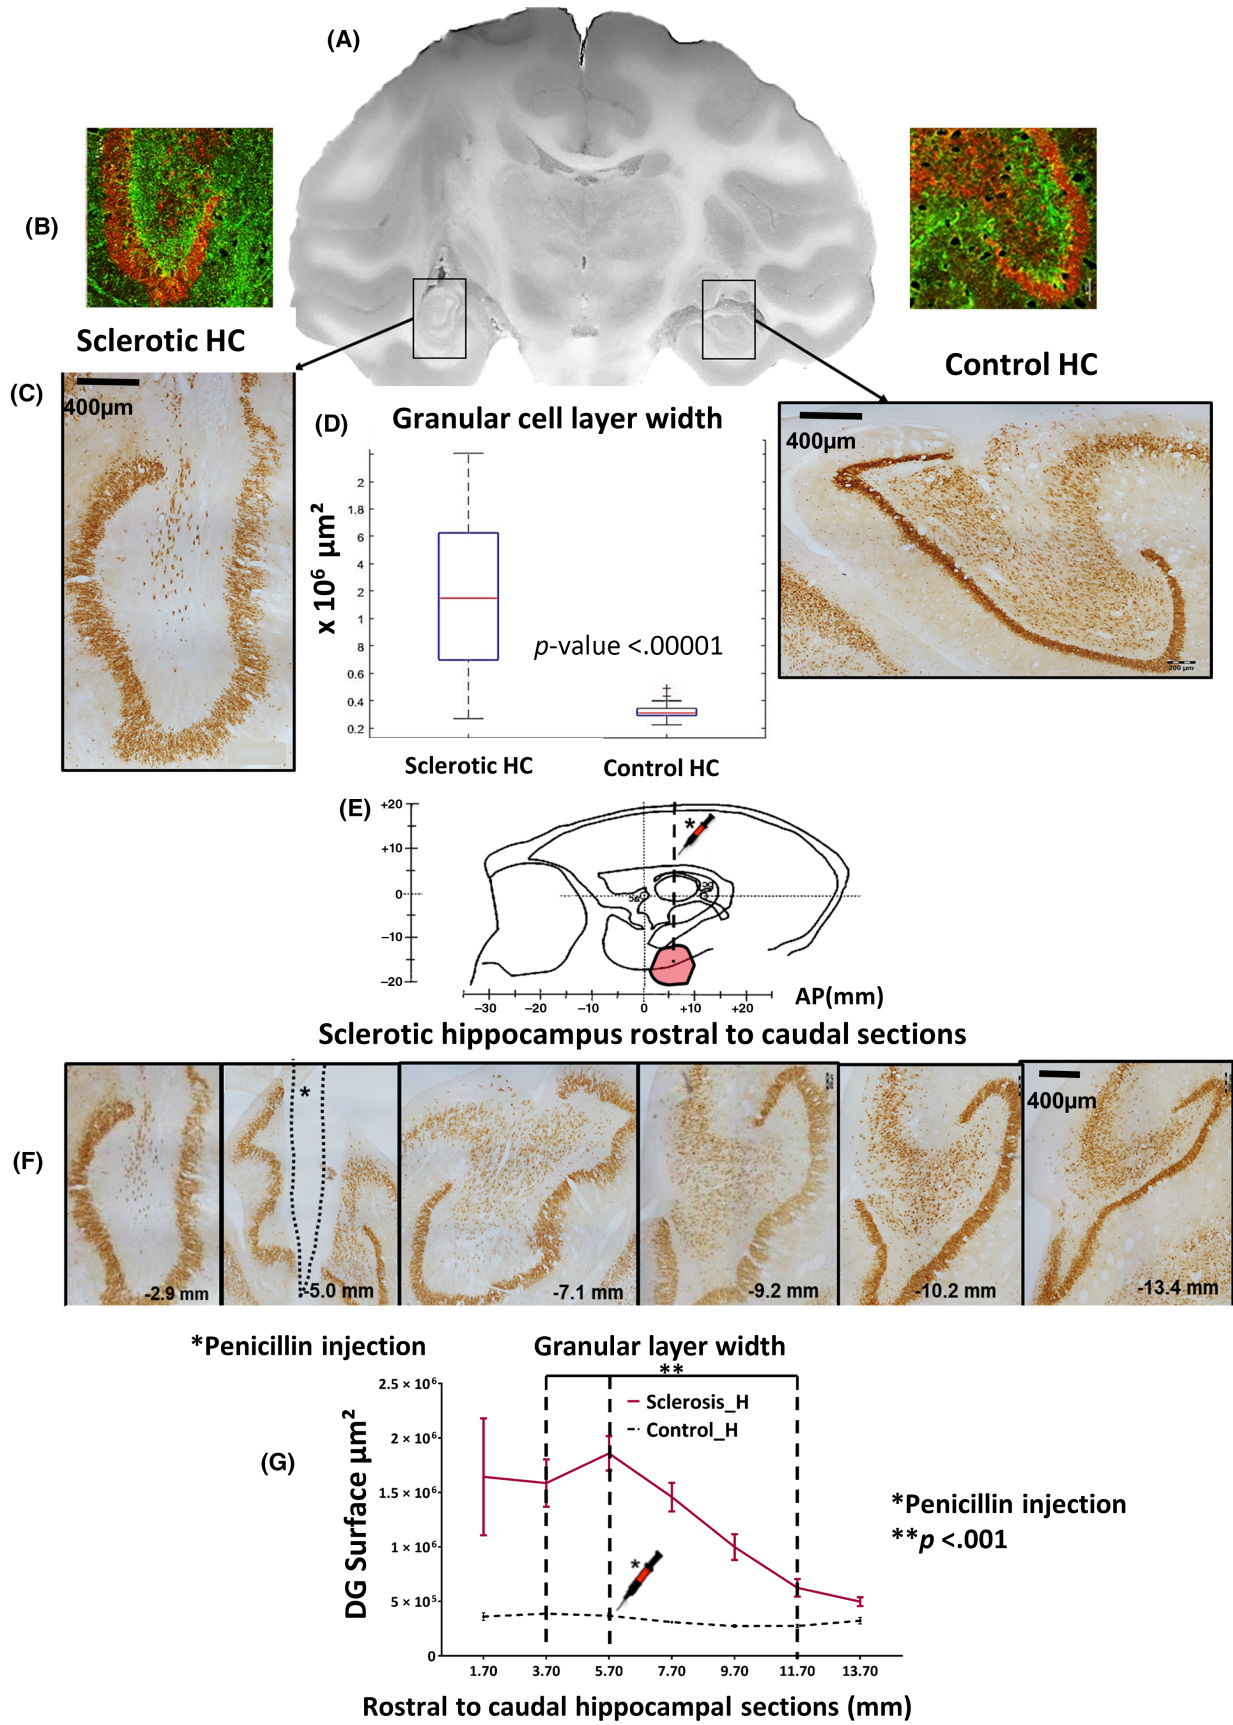 (A)
(B)
Sclerotic HC
Control HC
(C)
400µm
400µm
200 µm
(D)
Granular cell layer width
x 10⁶ µm²
2
1.8
6
4
2
1
8
0.6
0.4
0.2
p-value <.00001
Sclerotic HC
Control HC
(E)
+20
+10
0
−10
−20
*
−30
−20
−10
0
+10
+20
AP(mm)
Sclerotic hippocampus rostral to caudal sections
(F)
*
400µm
-2.9 mm
-5.0 mm
-7.1 mm
-9.2 mm
-10.2 mm
-13.4 mm
*Penicillin injection
Granular layer width
**
(G)
DG Surface µm²
2.5 × 10⁶
2 × 10⁶
1.5 × 10⁶
1 × 10⁶
5 × 10⁵
0
Sclerosis_H
Control_H
*
*Penicillin injection
**p <.001
1.70
3.70
5.70
7.70
9.70
11.70
13.70
Rostral to caudal hippocampal sections (mm)